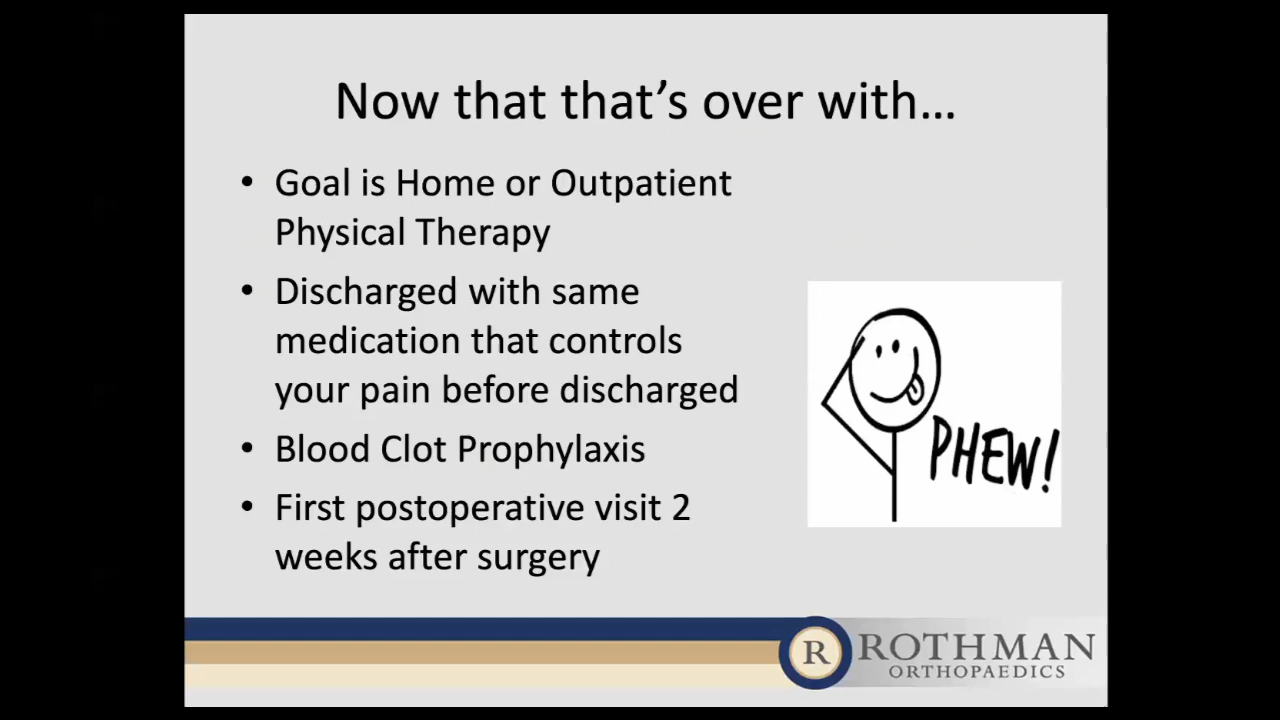 Now that that's over with…
• Goal is Home or Outpatient
Physical Therapy
• Discharged with same
medication that controls
your pain before discharged
• Blood Clot Prophylaxis
• First postoperative visit 2
weeks after surgery
PHEW!
R ROTHMAN
ORTHOPAEDICS